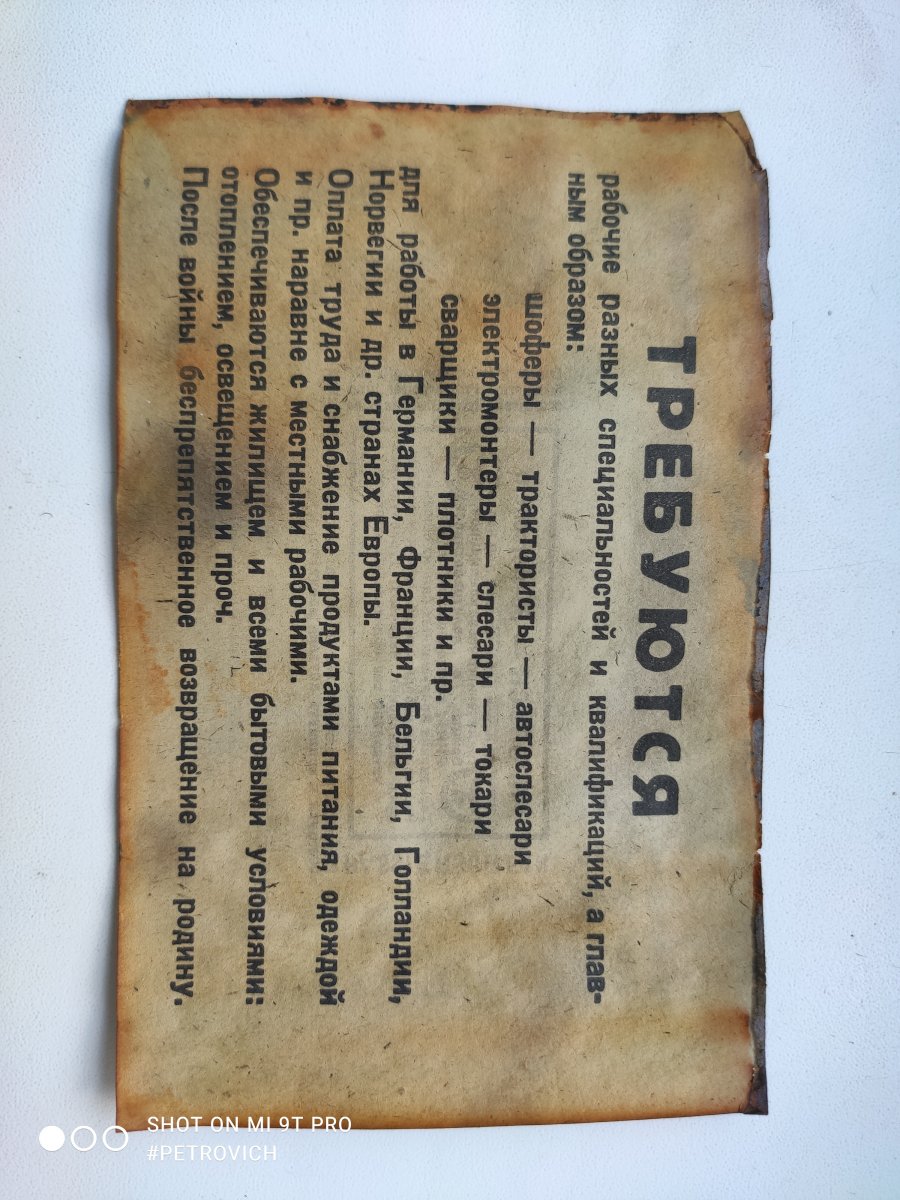 ТРЕБУЮТСЯ
рабочие разных специальностей и квалификаций, а глав-
ным образом:
шоферы — трактористы — автослесари
электромонтеры — слесари — токари
сварщики — плотники и пр.
для работы в Германии, Франции, Бельгии, Голландии,
Норвегии и др. странах Европы.
Оплата труда и снабжение продуктами питания, одеждой
и пр. наравне с местными рабочими.
Обеспечиваются жилищем и всеми бытовыми условиями:
отоплением, освещением и проч.
После войны беспрепятственное возвращение на родину.
SHOT ON MI 9T PRO
#PETROVICH